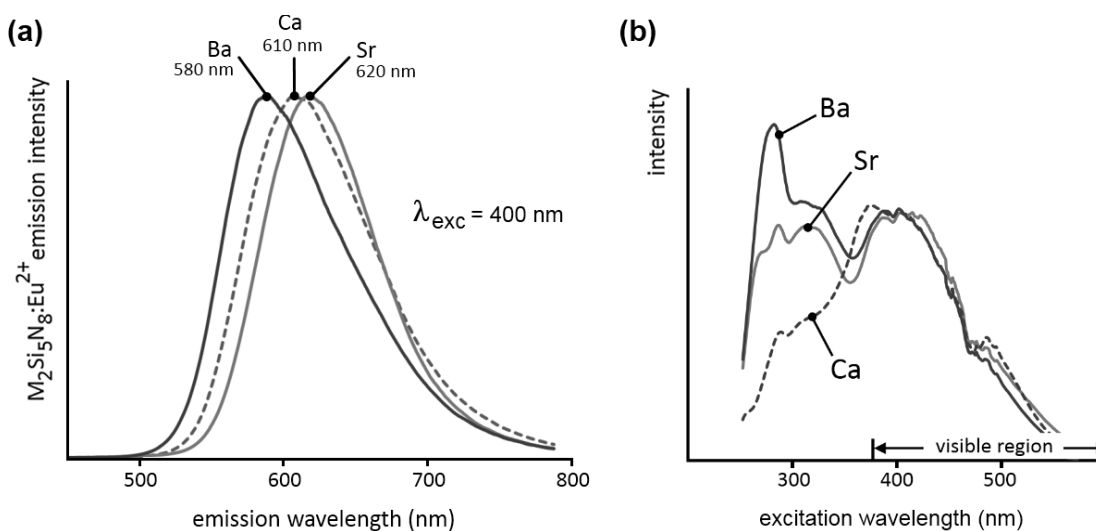 (a)
Ba
580 nm
Ca
610 nm
Sr
620 nm
λexc = 400 nm
M2Si5N8:Eu2+ emission intensity
500
600
700
800
emission wavelength (nm)
(b)
Ba
Sr
Ca
intensity
visible region
300
400
500
excitation wavelength (nm)